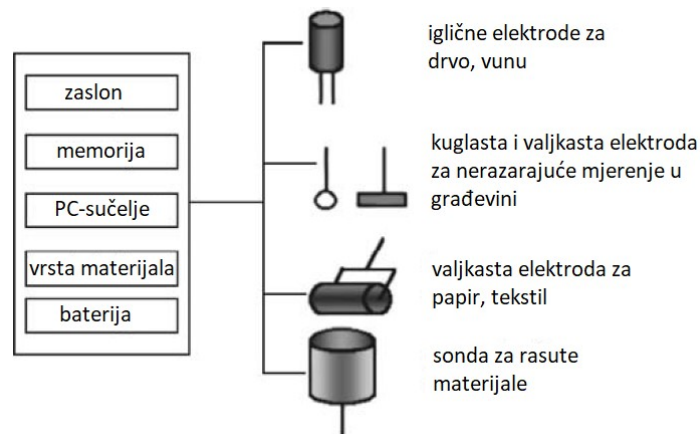 zaslon
memorija
PC-sučelje
vrsta materijala
baterija
iglične elektrode za
drvo, vunu
kuglasta i valjkasta elektroda
za nerazarajuće mjerenje u
građevini
valjkasta elektroda za
papir, tekstil
sonda za rasute
materijale